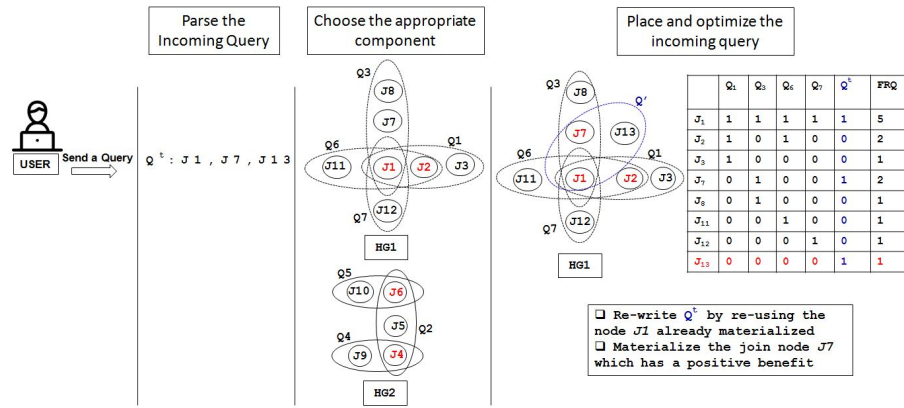 Parse the
Incoming Query
Choose the appropriate
component
Place and optimize the
incoming query
USER
Send a Query
Q t : J1 , J7 , J13
Q3
J8
J7
Q6
Q1
J11
J1
J2
J3
Q7
J12
HG1
Q5
J10
J6
J5
Q2
Q4
J9
J4
HG2
Q3
J8
Q'
J7
J13
Q6
Q1
J11
J1
J2
J3
Q7
J12
HG1
Q1 Q3 Q6 Q7 Qt FRQ
J1 1 1 1 1 1 5
J2 1 0 1 0 0 2
J3 1 0 0 0 0 1
J7 0 1 0 0 1 2
J8 0 1 0 0 0 1
J11 0 0 1 0 0 1
J12 0 0 0 1 0 1
J13 0 0 0 0 1 1
❑ Re-write Qt by re-using the
node J1 already materialized
❑ Materialize the join node J7
which has a positive benefit